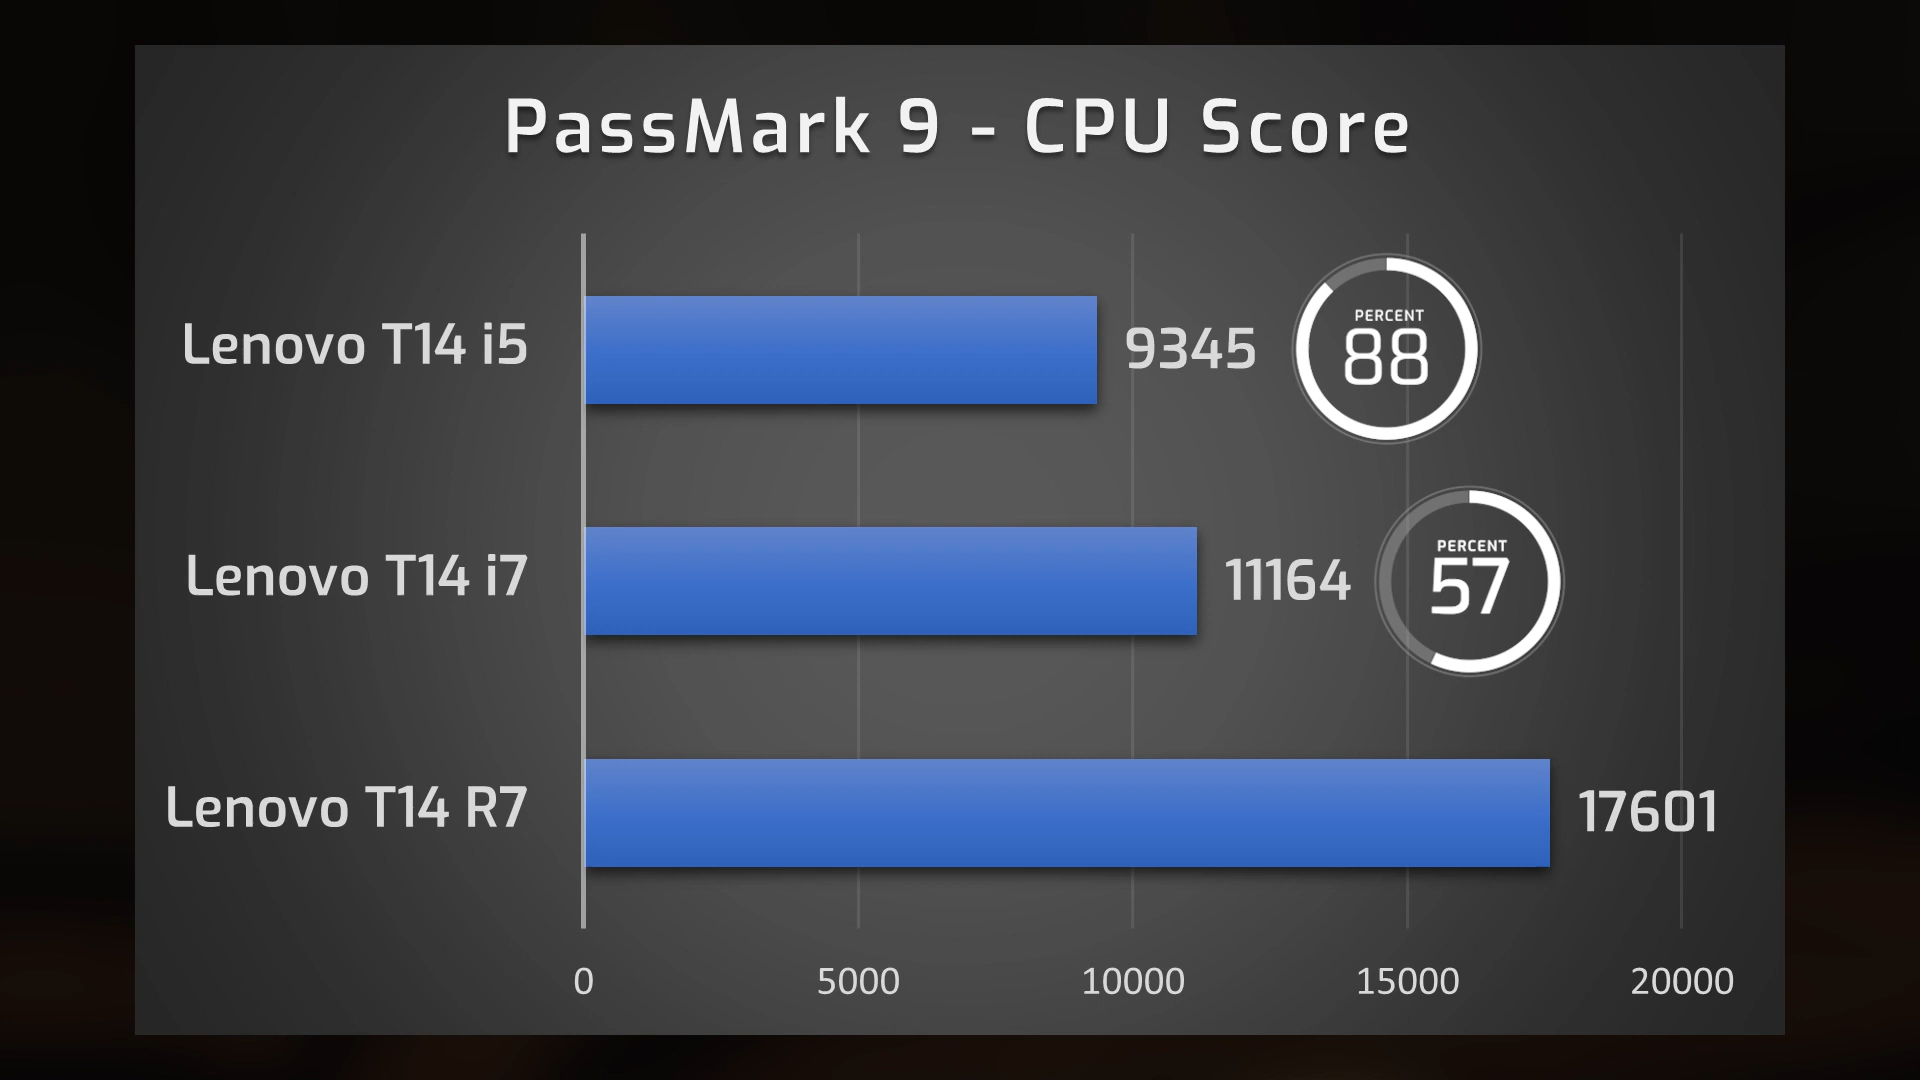 PassMark 9 - CPU Score
Lenovo T14 i5
9345
PERCENT
88
Lenovo T14 i7
11164
PERCENT
57
Lenovo T14 R7
17601
0
5000
10000
15000
20000